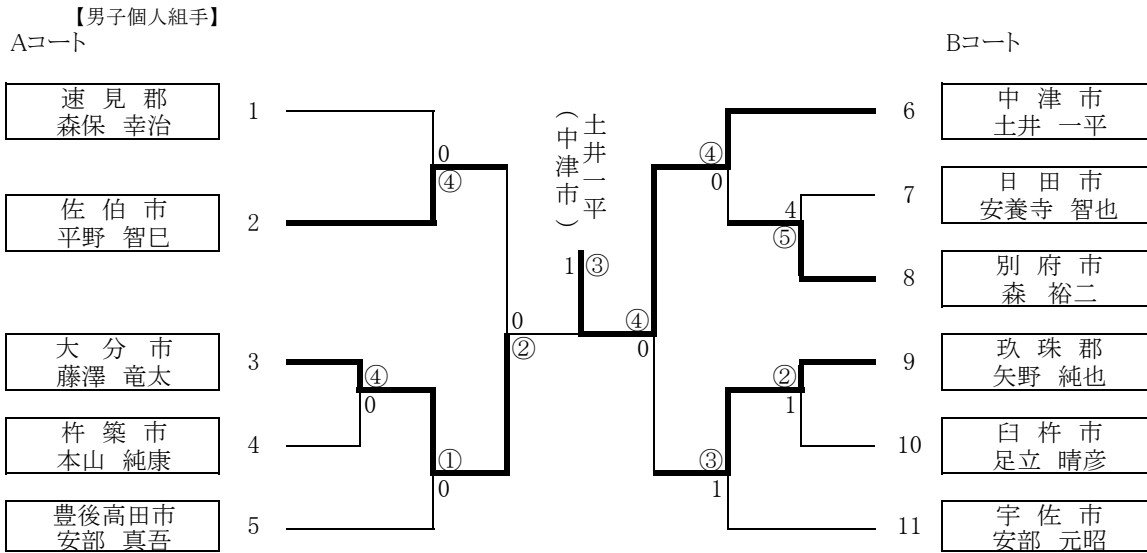 【男子個人組手】
Aコート
Bコート
速見郡
森保 幸治
1
佐伯市
平野 智巳
2
大分市
藤澤 竜太
3
杵築市
本山 純康
4
豊後高田市
安部 真吾
5
0
④
④
0
①
0
0
②
土井一平
(中津市)
1
③
④
0
④
0
4
⑤
②
1
③
1
6
中津市
土井 一平
7
日田市
安養寺 智也
8
別府市
森 裕二
9
玖珠郡
矢野 純也
10
臼杵市
足立 晴彦
11
宇佐市
安部 元昭